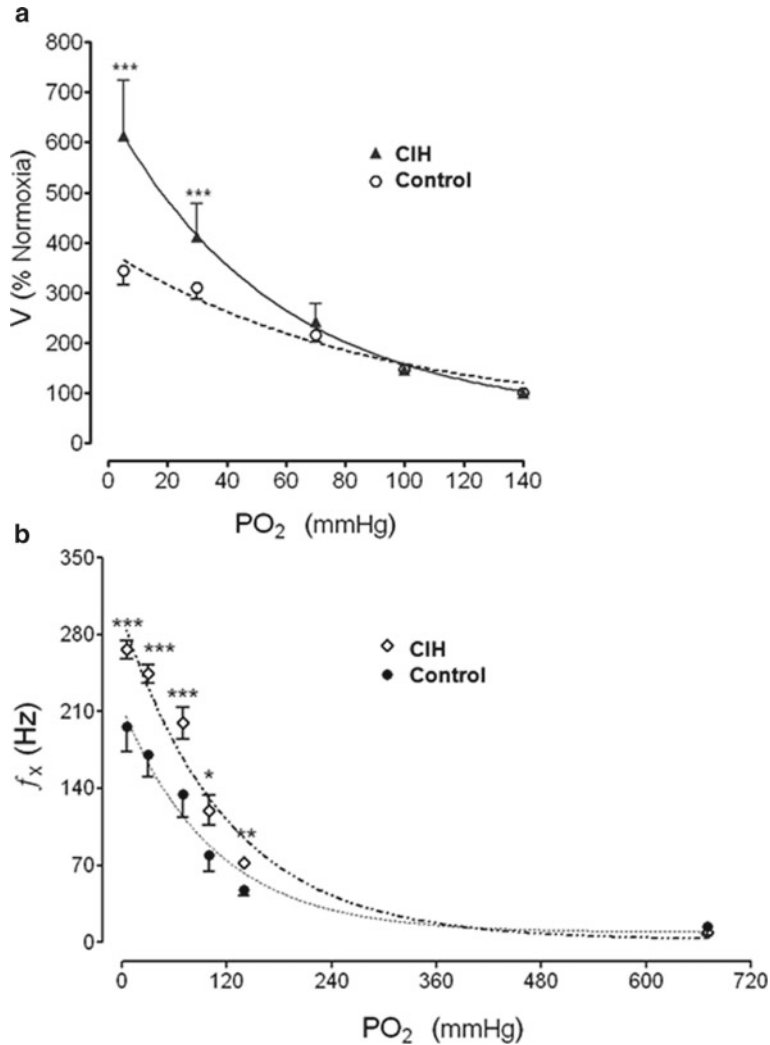 a
800
700
600
500
400
300
200
100
0
V (% Normoxia)
***
***
CIH
Control
0 20 40 60 80 100 120 140
PO2 (mmHg)
b
350
280
210
140
70
0
fx (Hz)
***
***
***
*
**
CIH
Control
0 120 240 360 480 600 720
PO2 (mmHg)